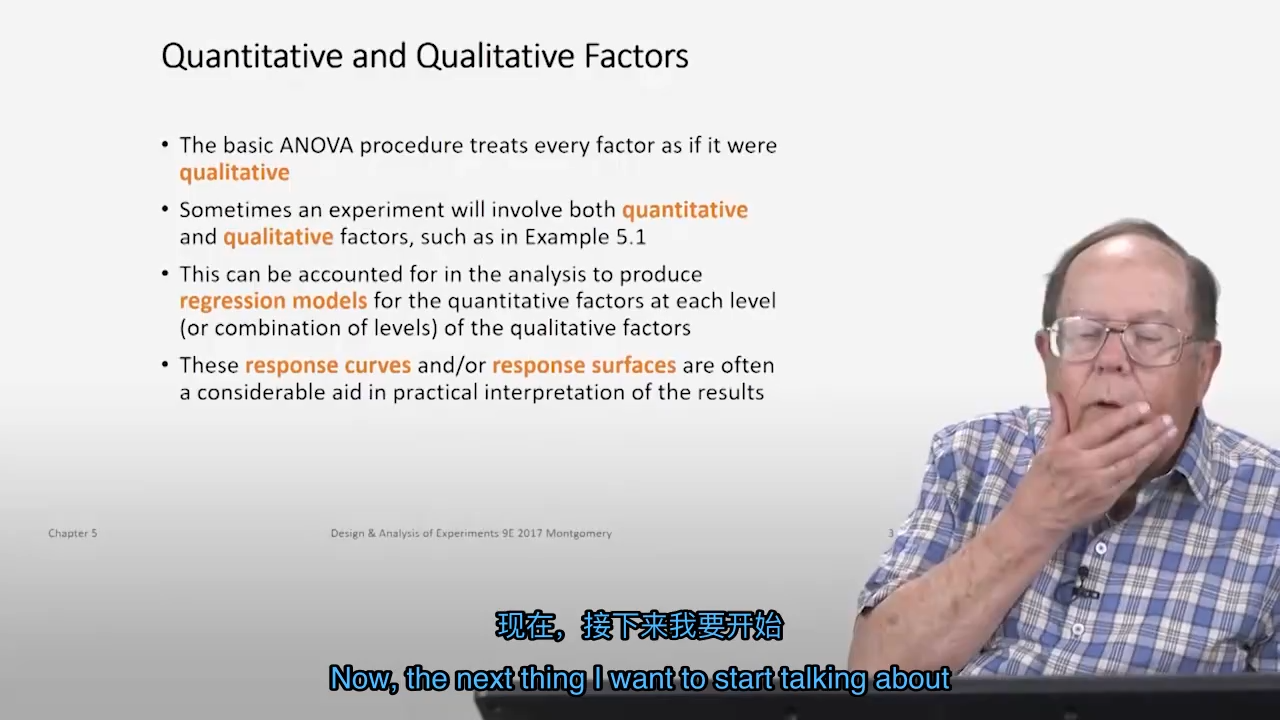 Quantitative and Qualitative Factors
• The basic ANOVA procedure treats every factor as if it were
qualitative
• Sometimes an experiment will involve both quantitative
and qualitative factors, such as in Example 5.1
• This can be accounted for in the analysis to produce
regression models for the quantitative factors at each level
(or combination of levels) of the qualitative factors
• These response curves and/or response surfaces are often
a considerable aid in practical interpretation of the results
Chapter 5
Design & Analysis of Experiments 9E 2017 Montgomery
3
现在，接下来我要开始
Now, the next thing I want to start talking about